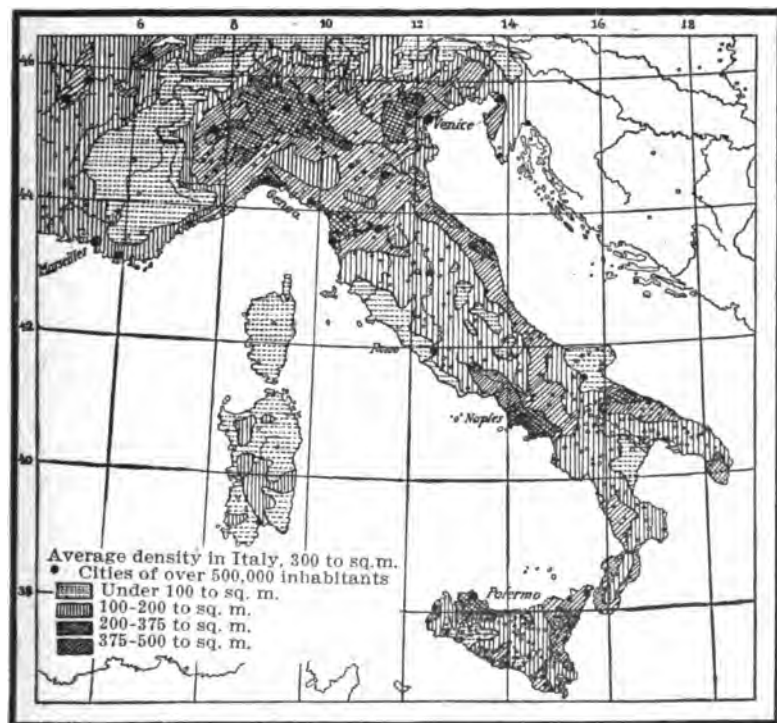 6 8 10 12 14 16 18
46
Venice
44
Genoa
Marseilles
42
Rome
Naples
40
Average density in Italy, 300 to sq.m.
Cities of over 500,000 inhabitants
38
Under 100 to sq. m.
Palermo
100-200 to sq. m.
200-375 to sq. m.
375-500 to sq. m.